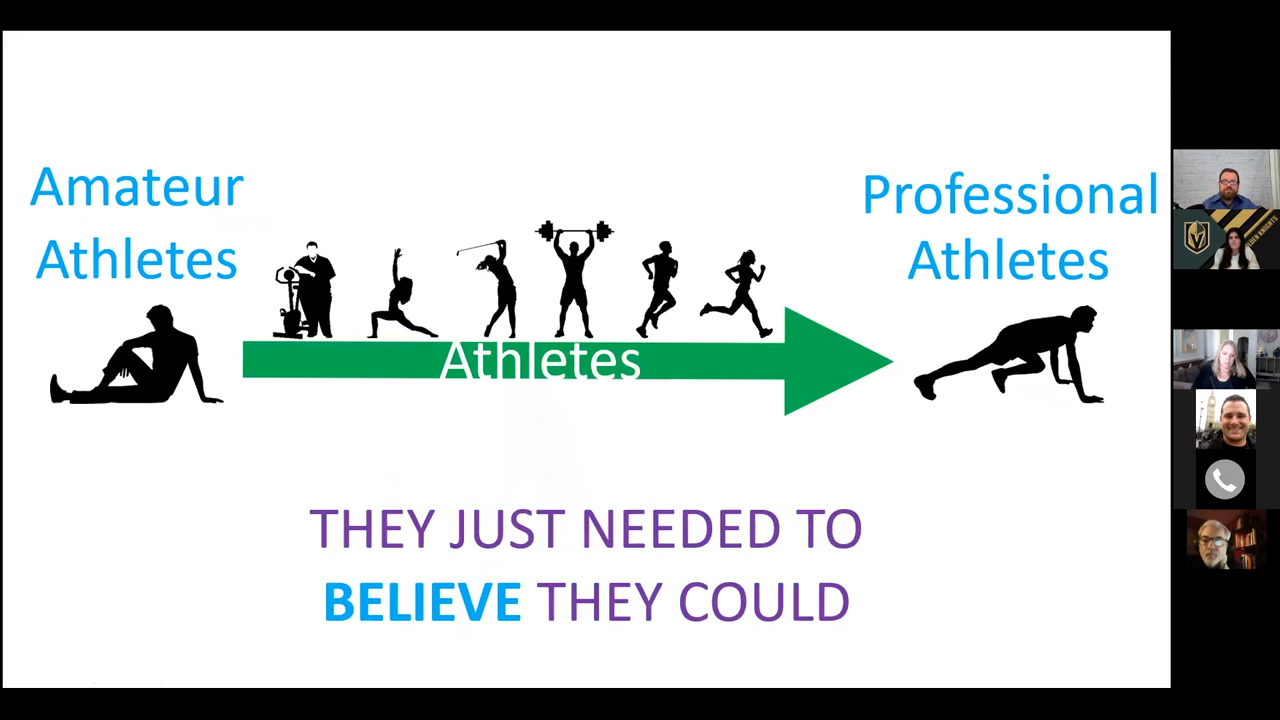 Amateur
Athletes
Professional
Athletes
Athletes
THEY JUST NEEDED TO
BELIEVE THEY COULD